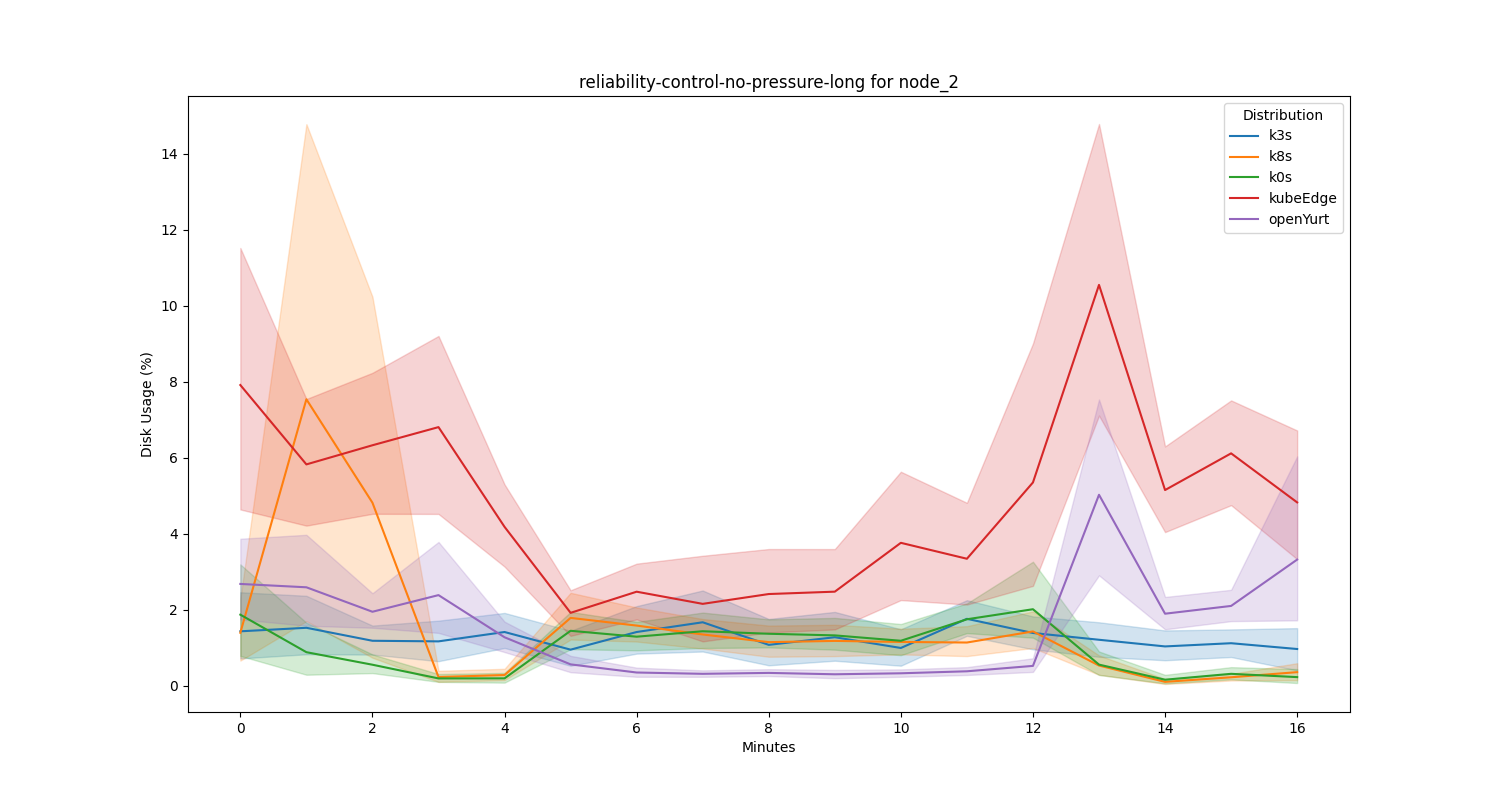 reliability-control-no-pressure-long for node_2
Distribution
k3s
k8s
k0s
kubeEdge
openYurt
Disk Usage (%)
14
12
10
8
6
4
2
0
0 2 4 6 8 10 12 14 16
Minutes